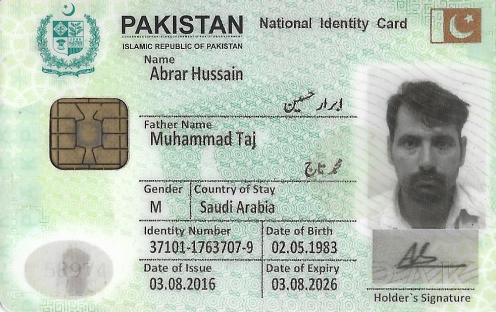 PAKISTAN National Identity Card
ISLAMIC REPUBLIC OF PAKISTAN
Name
Abrar Hussain
ابرار حسین
Father Name
Muhammad Taj
محمد تاج
Gender Country of Stay
M Saudi Arabia
Identity Number Date of Birth
37101-1763707-9 02.05.1983
Date of Issue Date of Expiry
03.08.2016 03.08.2026
Holder`s Signature